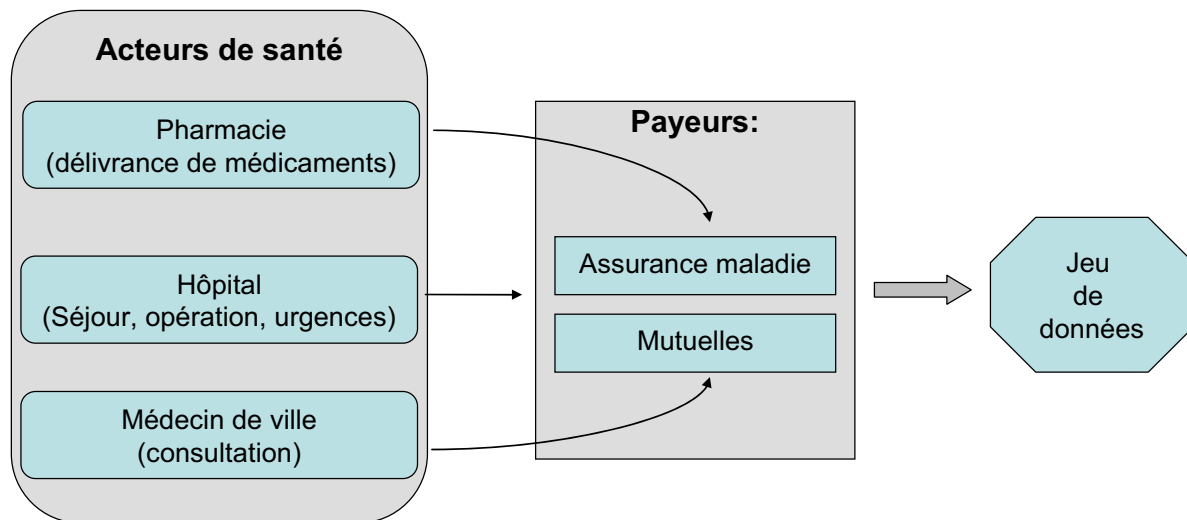 Acteurs de santé
Pharmacie
(délivrance de médicaments)
Hôpital
(Séjour, opération, urgences)
Médecin de ville
(consultation)
Payeurs:
Assurance maladie
Mutuelles
Jeu
de
données